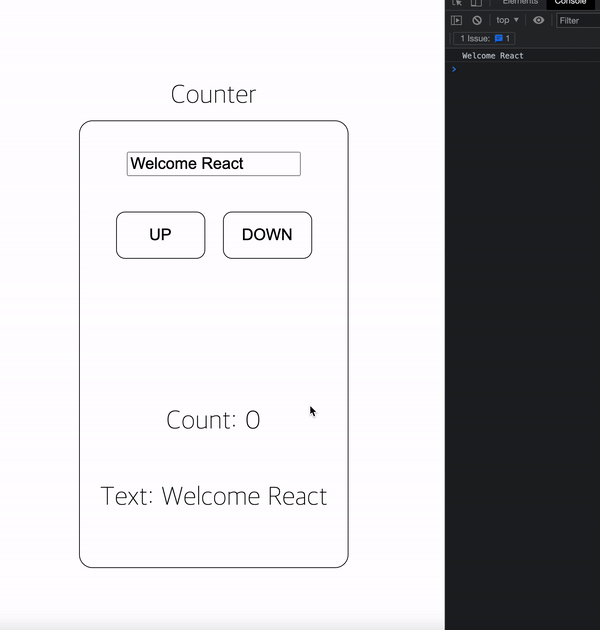 Elements Console
top ▼ Filter
1 Issue: 1
Welcome React
>
Counter
Welcome React
UP DOWN
Count: 0
Text: Welcome React